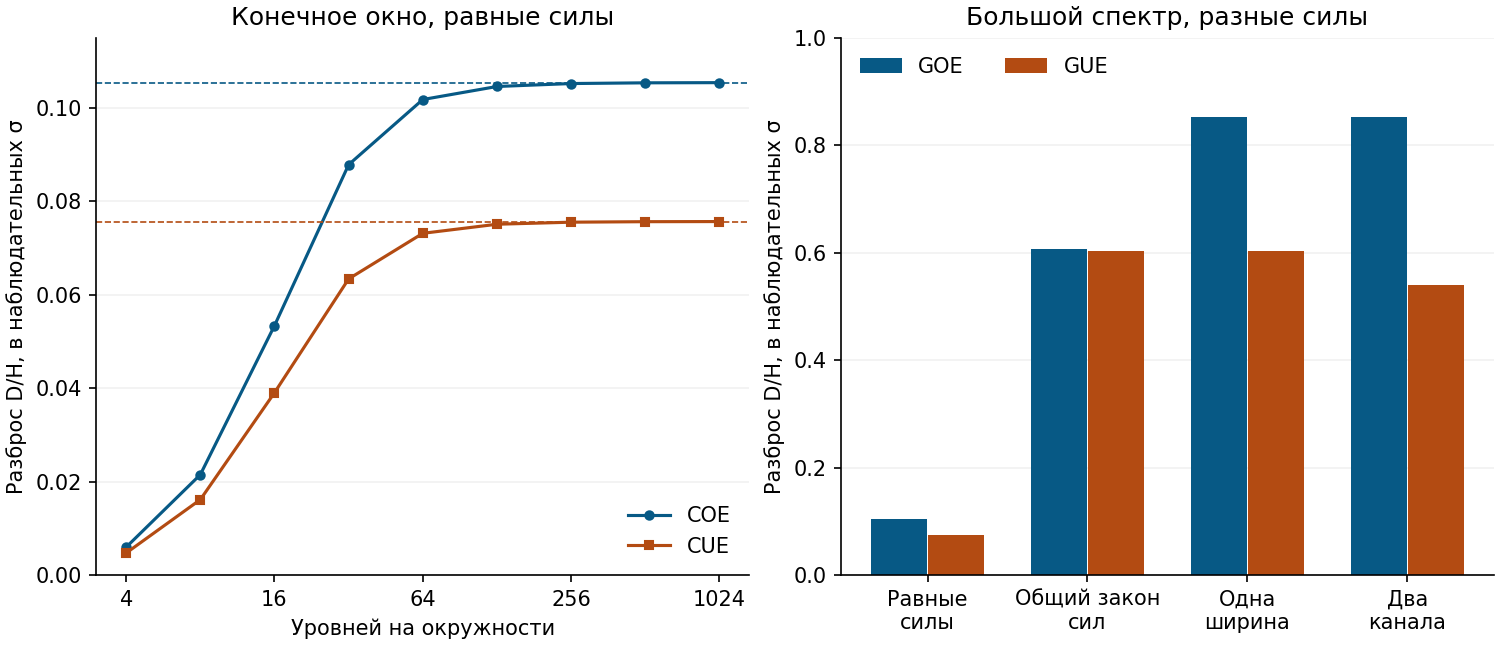 Конечное окно, равные силы
Разброс D/H, в наблюдательных σ
0.10
0.08
0.06
0.04
0.02
0.00
4
16
64
256
1024
Уровней на окружности
COE
CUE
Большой спектр, разные силы
Разброс D/H, в наблюдательных σ
1.0
0.8
0.6
0.4
0.2
0.0
GOE
GUE
Равные
силы
Общий закон
сил
Одна
ширина
Два
канала